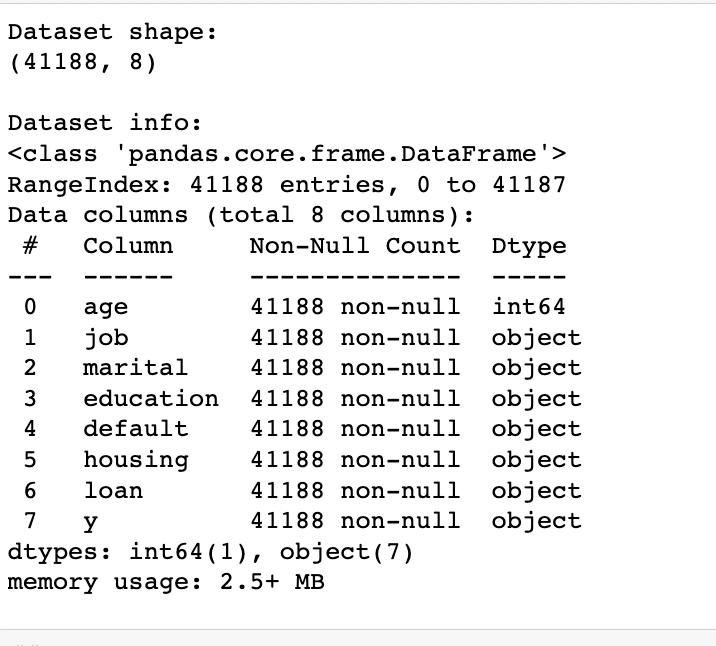 Dataset shape:
(41188, 8)
Dataset info:
<class 'pandas.core.frame.DataFrame'>
RangeIndex: 41188 entries, 0 to 41187
Data columns (total 8 columns):
 #   Column     Non-Null Count  Dtype
---  ------     --------------  -----
 0   age        41188 non-null  int64
 1   job        41188 non-null  object
 2   marital    41188 non-null  object
 3   education  41188 non-null  object
 4   default    41188 non-null  object
 5   housing    41188 non-null  object
 6   loan       41188 non-null  object
 7   y          41188 non-null  object
dtypes: int64(1), object(7)
memory usage: 2.5+ MB